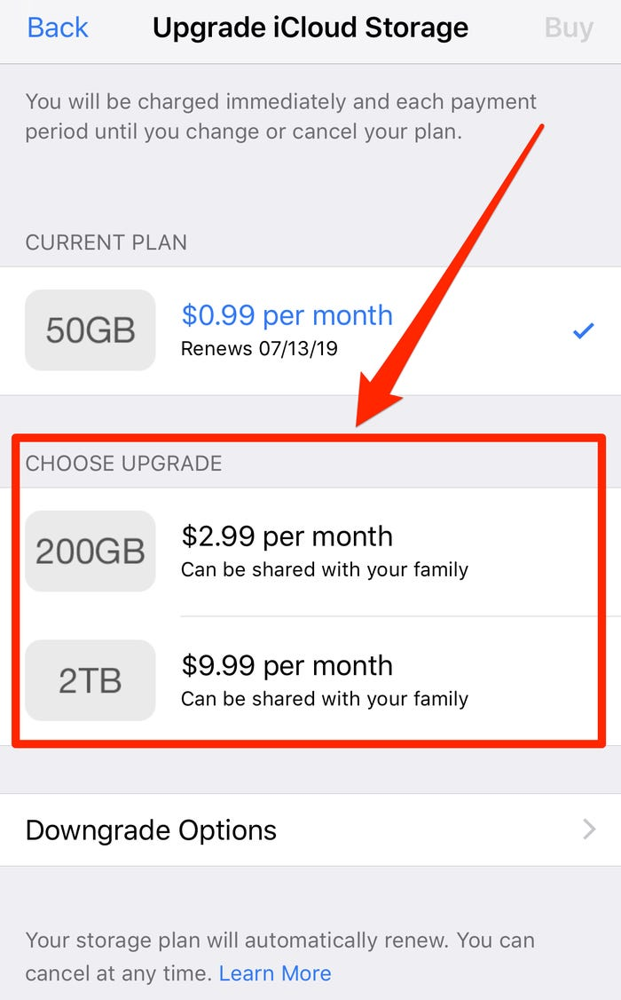 Back Upgrade iCloud Storage Buy
You will be charged immediately and each payment
period until you change or cancel your plan.
CURRENT PLAN
50GB $0.99 per month
Renews 07/13/19
CHOOSE UPGRADE
200GB $2.99 per month
Can be shared with your family
2TB $9.99 per month
Can be shared with your family
Downgrade Options
Your storage plan will automatically renew. You can
cancel at any time. Learn More